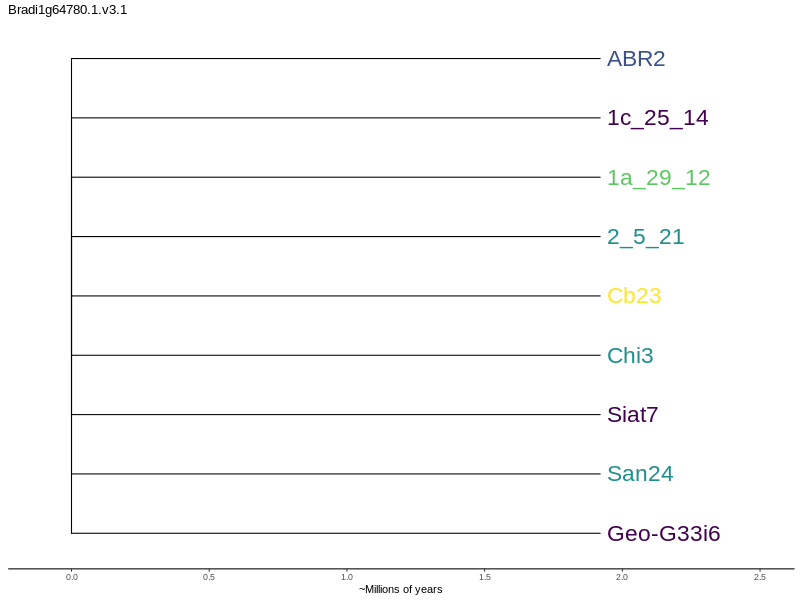 Bradi1g64780.1.v3.1
ABR2
1c_25_14
1a_29_12
2_5_21
Cb23
Chi3
Siat7
San24
Geo-G33i6
0.0 0.5 1.0 1.5 2.0 2.5
~Millions of years